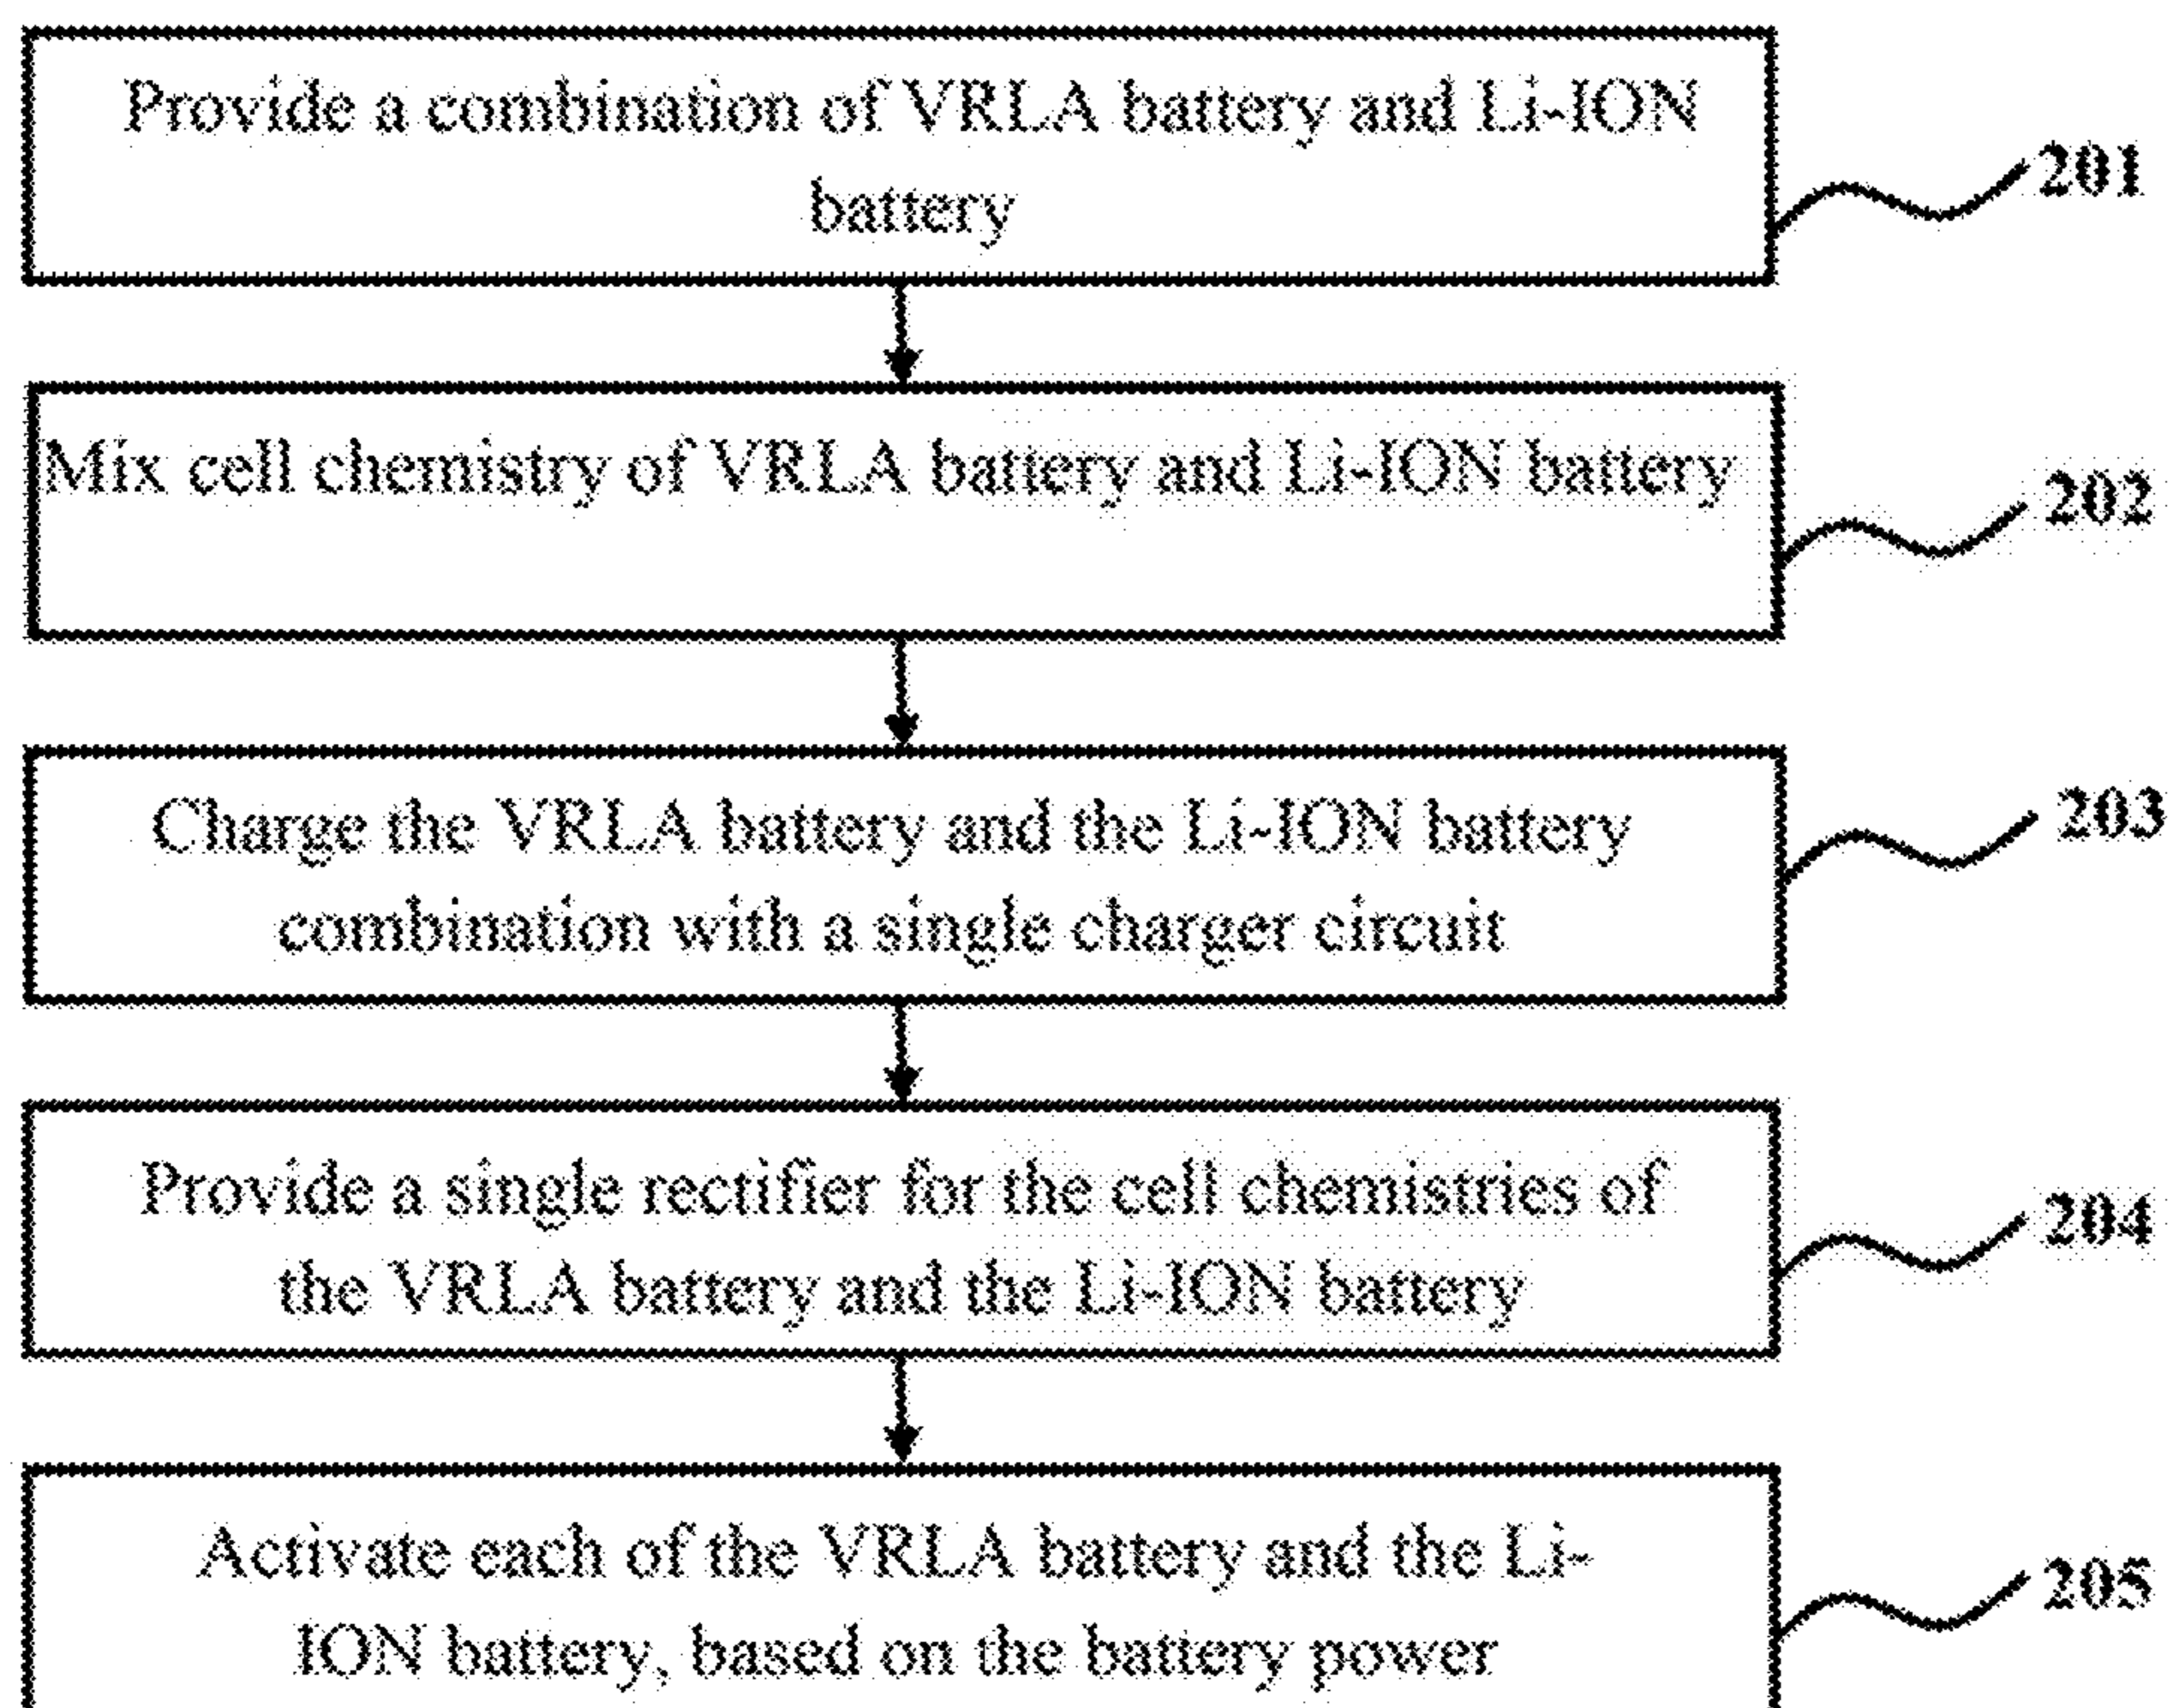 Provide a combination of VRLA battery and Li-ION
battery
201
Mix cell chemistry of VRLA battery and Li-ION battery
202
Charge the VRLA battery and the Li-ION battery
combination with a single charger circuit
203
Provide a single rectifier for the cell chemistries of
the VRLA battery and the Li-ION battery
204
Activate each of the VRLA battery and the Li-
ION battery, based on the battery power
205